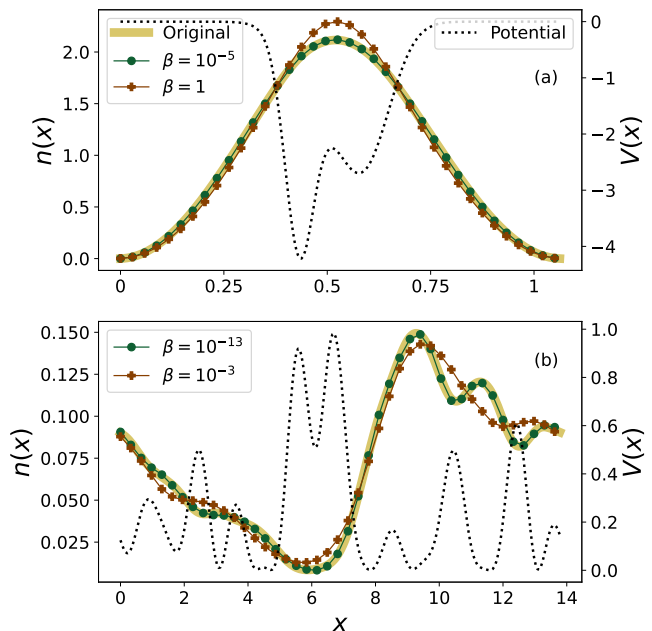 Original
β = 10⁻⁵
β = 1
Potential
(a)
n(x)
2.0
1.5
1.0
0.5
0.0
V(x)
0
−1
−2
−3
−4
0
0.25
0.5
0.75
1
β = 10⁻¹³
β = 10⁻³
(b)
n(x)
0.150
0.125
0.100
0.075
0.050
0.025
V(x)
1.0
0.8
0.6
0.4
0.2
0.0
0
2
4
6
8
10
12
14
x